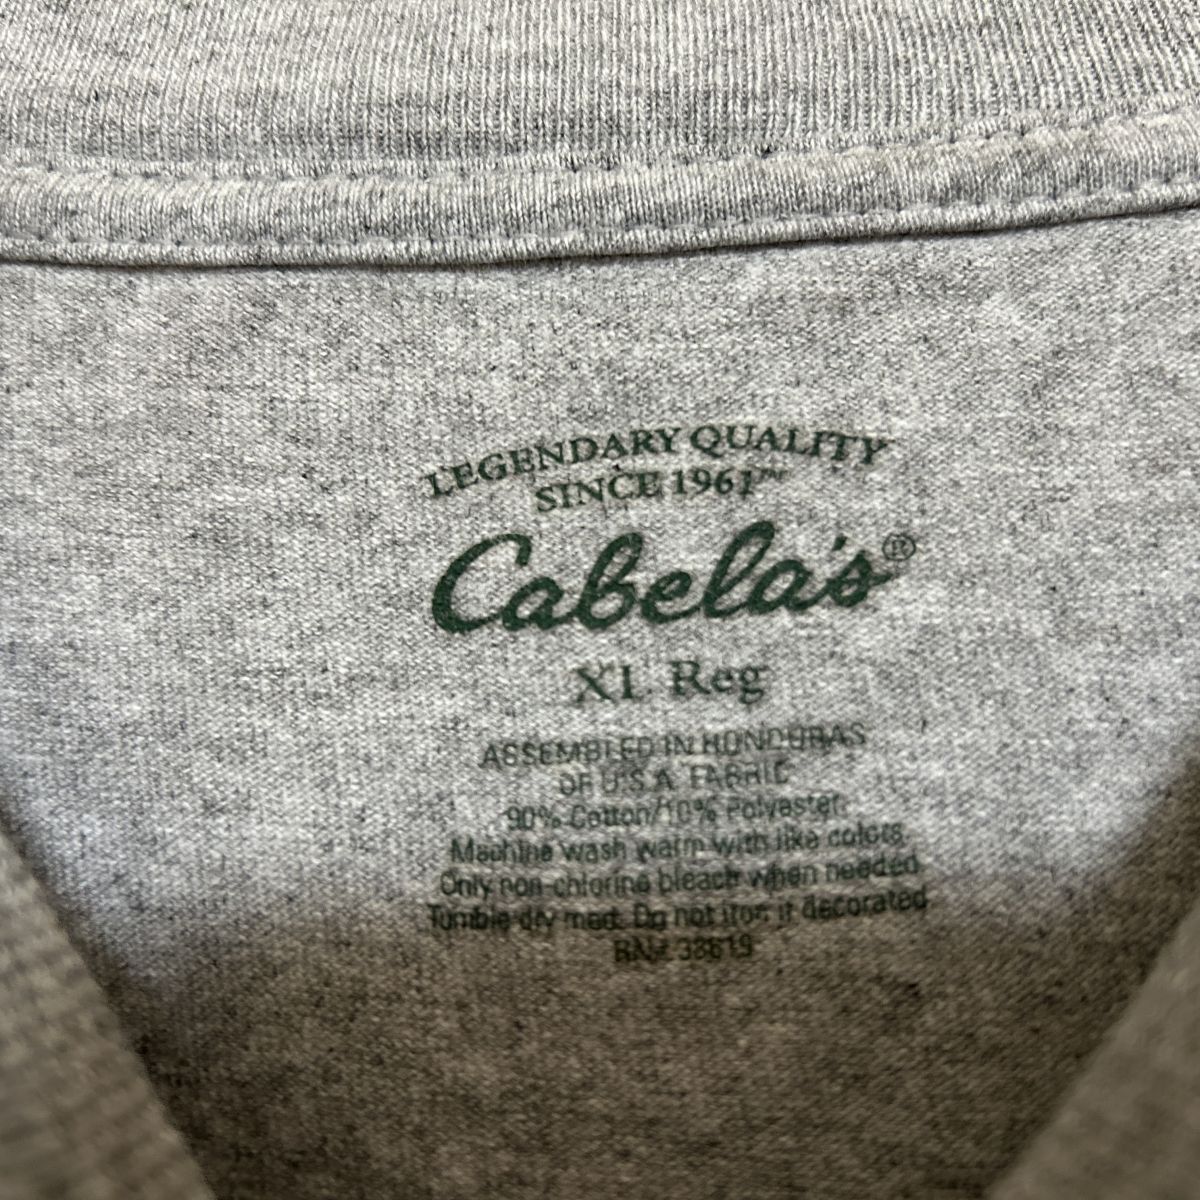 LEGENDARY QUALITY
SINCE 1961™
Cabela's®
XL Reg
ASSEMBLED IN HONDURAS
OF U.S.A. FABRIC
90% Cotton/10% Polyester.
Machine wash warm with like colors.
Only non-chlorine bleach when needed.
Tumble dry med. Do not iron if decorated.
RN# 38619